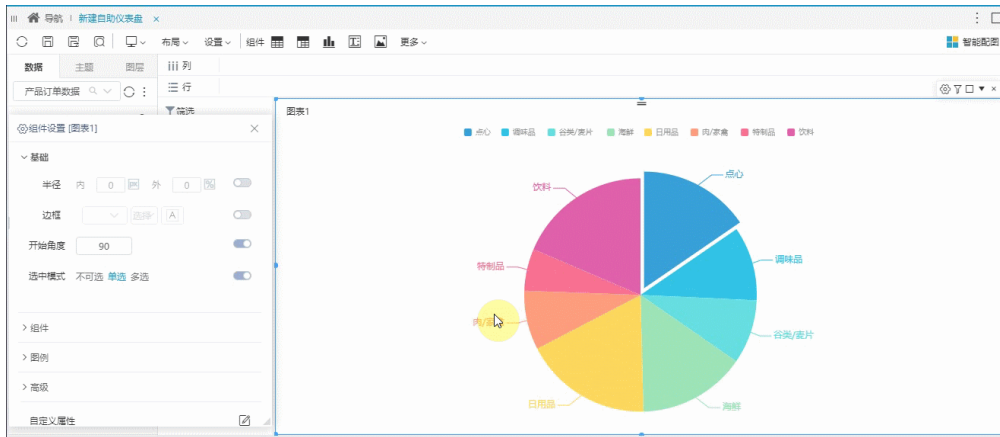 导航 新建自助仪表盘 ×
布局 设置 组件 更多 智能配图
数据 主题 图层 列
产品订单数据 行
筛选
组件设置 [图表1] ×
图表1
点心 调味品 谷类/麦片 海鲜 日用品 肉/家禽 特制品 饮料
基础
半径 内 0 px 外 0 %
边框 选择 A
开始角度 90
选中模式 不可选 单选 多选
组件
图例
高级
自定义属性
点心
饮料
调味品
特制品
谷类/麦片
日用品
海鲜